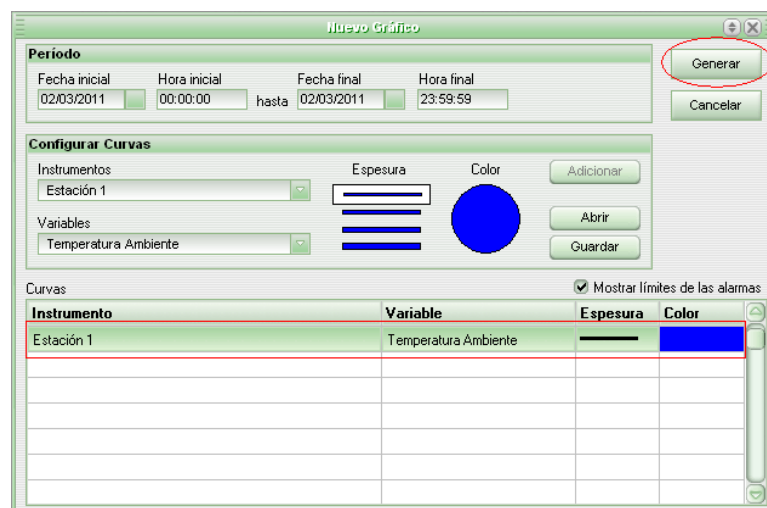 Nuevo Gráfico
Período
Generar
Fecha inicial Hora inicial Fecha final Hora final
02/03/2011 00:00:00 hasta 02/03/2011 23:59:59
Cancelar
Configurar Curvas
Instrumentos Espesura Color Adicionar
Estación 1
Variables Abrir
Temperatura Ambiente Guardar
Curvas Mostrar límites de las alarmas
Instrumento Variable Espesura Color
Estación 1 Temperatura Ambiente